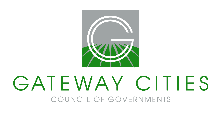 GATEWAY CITIES
COUNCIL OF GOVERNMENTS